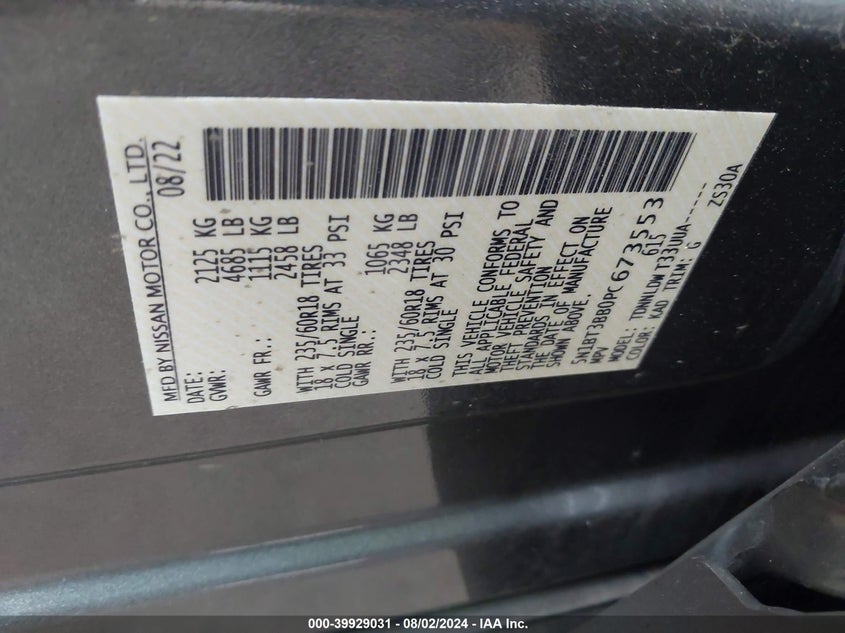 MFD BY NISSAN MOTOR CO., LTD.
DATE: 08/22
GVWR: 2125 KG
4685 LB
GAWR FR.: 1115 KG
2458 LB
WITH 235/60R18 TIRES
18 x 7.5 RIMS AT 33 PSI
COLD SINGLE
GAWR RR.: 1065 KG
2348 LB
WITH 235/60R18 TIRES
18 x 7.5 RIMS AT 30 PSI
COLD SINGLE
THIS VEHICLE CONFORMS TO
ALL APPLICABLE FEDERAL
MOTOR VEHICLE SAFETY AND
THEFT PREVENTION
STANDARDS IN EFFECT ON
THE DATE OF MANUFACTURE
SHOWN ABOVE.
5N1BT3BB0PC673553
MPV 615
MODEL: TDWNLDW T33UUA------
COLOR: KAD TRIM: G ZS30A
000-39929031 - 08/02/2024 - IAA Inc.